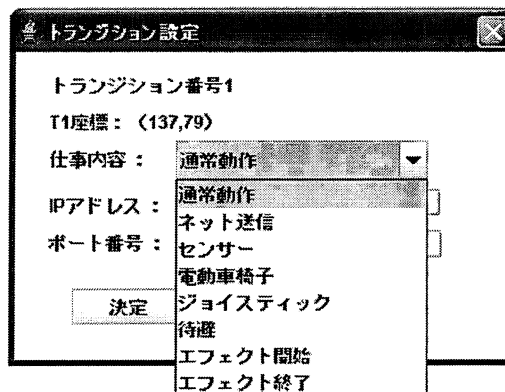 トランジション設定
トランジション番号1
T1座標：（137,79）
仕事内容： 通常動作
通常動作
IPアドレス：
ネット送信
ポート番号：
センサー
電動車椅子
決定
ジョイスティック
待避
エフェクト開始
エフェクト終了